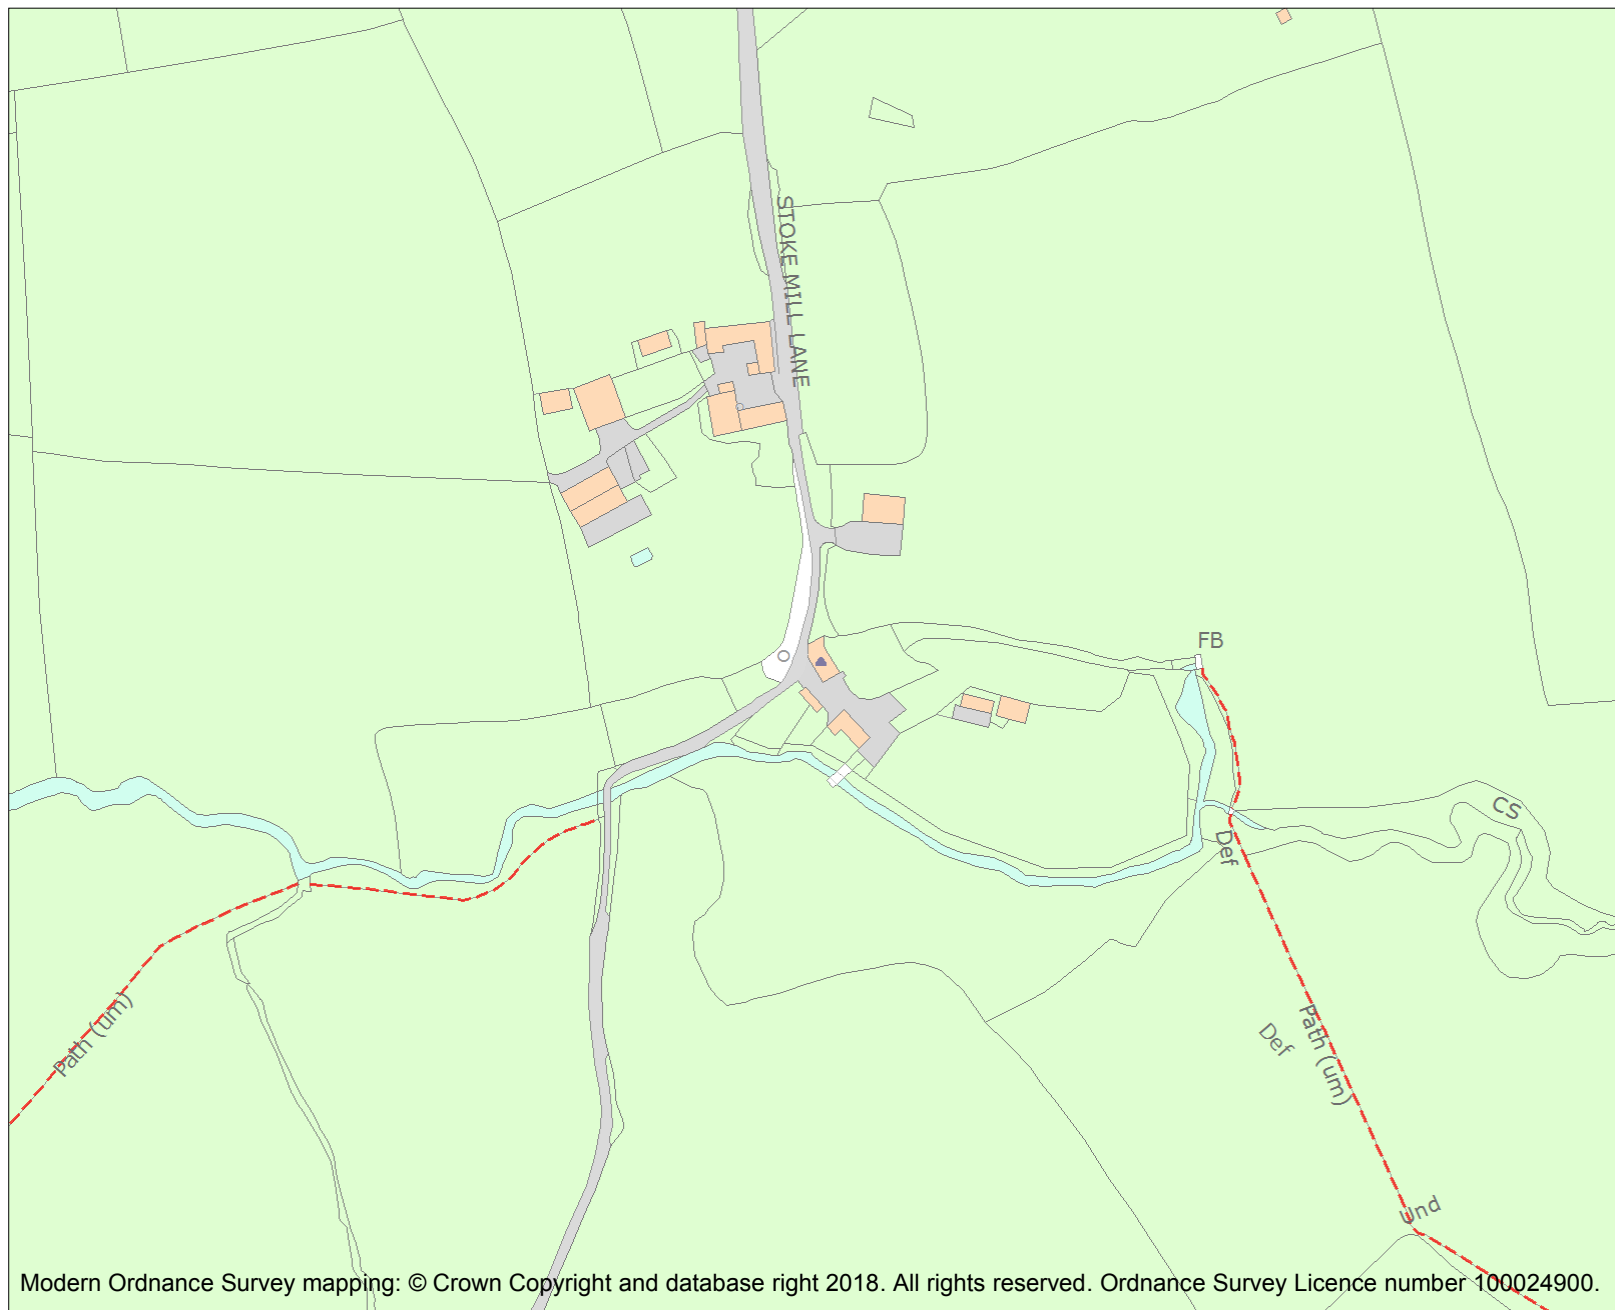 STOKE MILL LANE
FB
CS
Def
Path (um)
Path (um)
Def
Und
Modern Ordnance Survey mapping: © Crown Copyright and database right 2018. All rights reserved. Ordnance Survey Licence number 100024900.